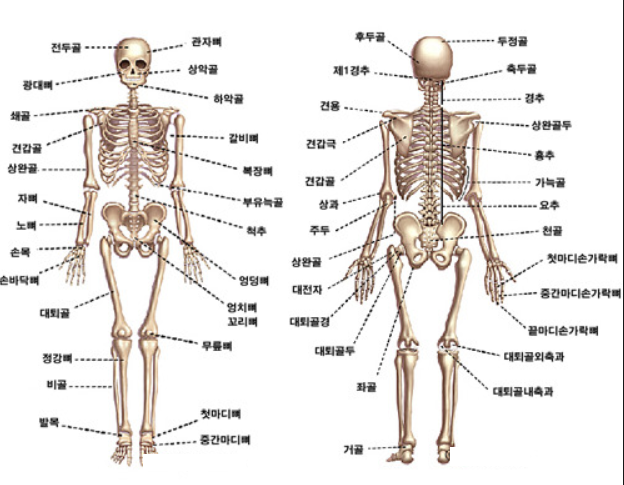 전두골
관자뼈
광대뼈
상악골
하악골
쇄골
견갑골
갈비뼈
상완골
복장뼈
자뼈
부유늑골
노뼈
척추
손목
손바닥뼈
엉덩뼈
대퇴골
엉치뼈
꼬리뼈
무릎뼈
정강뼈
비골
발목
첫마디뼈
중간마디뼈
후두골
두정골
제1경추
축두골
견용
경추
견갑극
상완골두
흉추
견갑골
가늑골
상과
요추
주두
천골
상완골
첫마디손가락뼈
대전자
중간마디손가락뼈
대퇴골경
끝마디손가락뼈
대퇴골두
대퇴골외측과
좌골
대퇴골내측과
거골